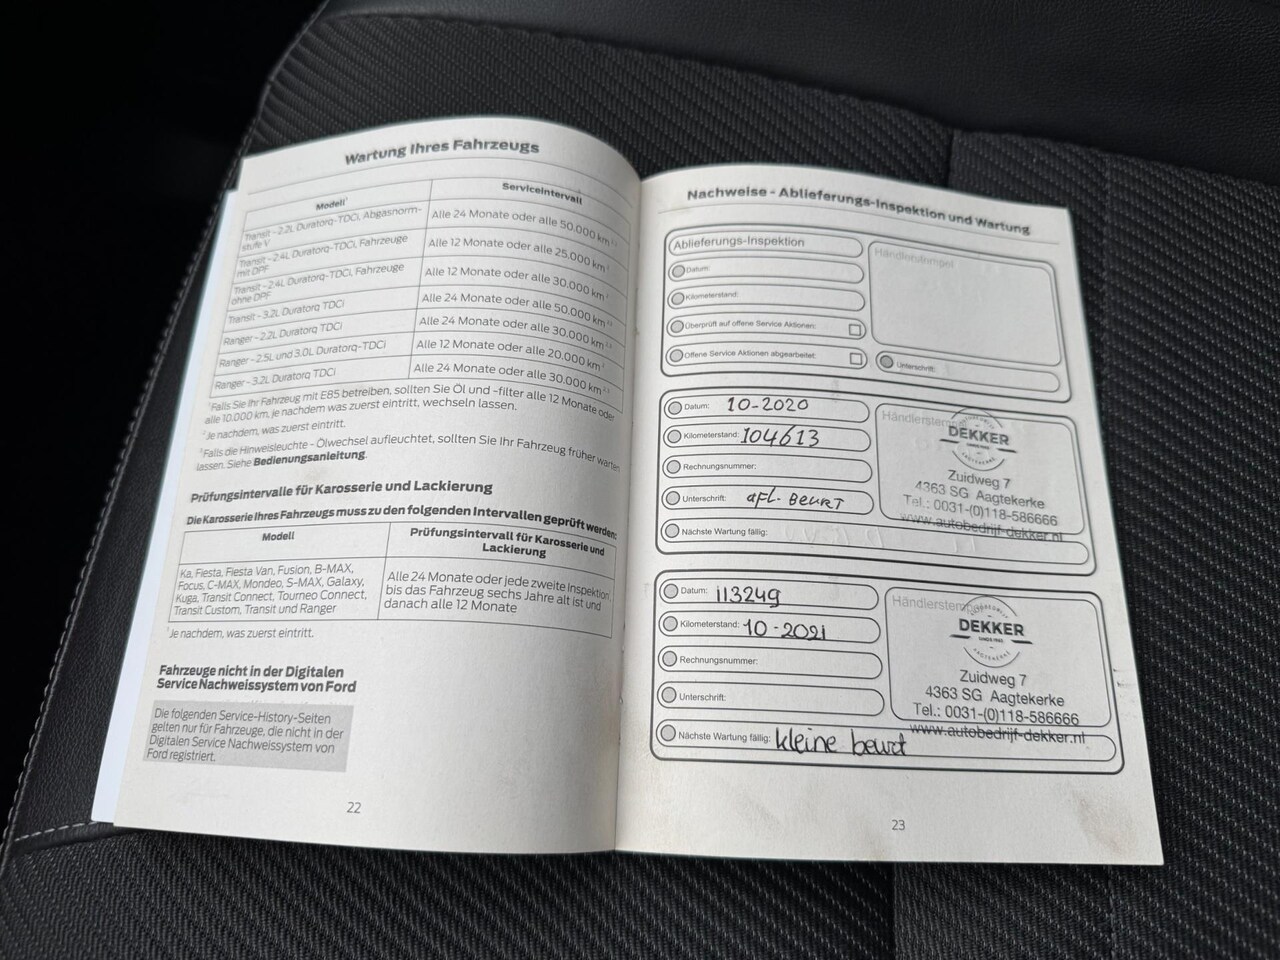 Wartung Ihres Fahrzeugs
Modell¹ Serviceintervall
Transit - 2.2L Duratorq-TDCi, Abgasnorm-
stufe V Alle 24 Monate oder alle 50.000 km
Transit - 2.4L Duratorq-TDCi, Fahrzeuge
mit DPF Alle 12 Monate oder alle 25.000 km
Transit - 2.4L Duratorq-TDCi, Fahrzeuge
ohne DPF Alle 12 Monate oder alle 30.000 km
Transit - 3.2L Duratorq TDCi Alle 24 Monate oder alle 50.000 km
Ranger - 2.2L Duratorq TDCi Alle 24 Monate oder alle 30.000 km
Ranger - 2.5L und 3.0L Duratorq-TDCi Alle 12 Monate oder alle 20.000 km
Ranger - 3.2L Duratorq TDCi Alle 24 Monate oder alle 30.000 km
¹Falls Sie Ihr Fahrzeug mit E85 betreiben, sollten Sie Öl und -filter alle 12 Monate oder
alle 10.000 km, je nachdem was zuerst eintritt, wechseln lassen.
²Je nachdem, was zuerst eintritt.
³Falls die Hinweisleuchte - Ölwechsel aufleuchtet, sollten Sie Ihr Fahrzeug früher warten
lassen. Siehe Bedienungsanleitung.
Prüfungsintervalle für Karosserie und Lackierung
Die Karosserie Ihres Fahrzeugs muss zu den folgenden Intervallen geprüft werden:
Modell Prüfungsintervall für Karosserie und
Lackierung
Ka, Fiesta, Fiesta Van, Fusion, B-MAX,
Focus, C-MAX, Mondeo, S-MAX, Galaxy,
Kuga, Transit Connect, Tourneo Connect,
Transit Custom, Transit und Ranger
Alle 24 Monate oder jede zweite Inspektion,
bis das Fahrzeug sechs Jahre alt ist und
danach alle 12 Monate
¹Je nachdem, was zuerst eintritt.
Fahrzeuge nicht in der Digitalen
Service Nachweissystem von Ford
Die folgenden Service-History-Seiten
gelten nur für Fahrzeuge, die nicht in der
Digitalen Service Nachweissystem von
Ford registriert.
22
Nachweise - Ablieferungs-Inspektion und Wartung
Ablieferungs-Inspektion
Datum:
Kilometerstand:
Überprüft auf offene Service Aktionen:
Offene Service Aktionen abgearbeitet:
Händlerstempel
Unterschrift:
Datum: 10-2020
Kilometerstand: 104613
Rechnungsnummer:
Unterschrift: afl. Beurt
Nächste Wartung fällig:
Händlerstempel
DEKKER
Zuidweg 7
4363 SG Aagtekerke
Tel.: 0031-(0)118-586666
www.autobedrijf-dekker.nl
Datum: 113249
Kilometerstand: 10-2021
Rechnungsnummer:
Unterschrift:
Nächste Wartung fällig: kleine beurt
Händlerstempel
DEKKER
SINDS 1983
AAGTEKERKE
Zuidweg 7
4363 SG Aagtekerke
Tel.: 0031-(0)118-586666
www.autobedrijf-dekker.nl
23